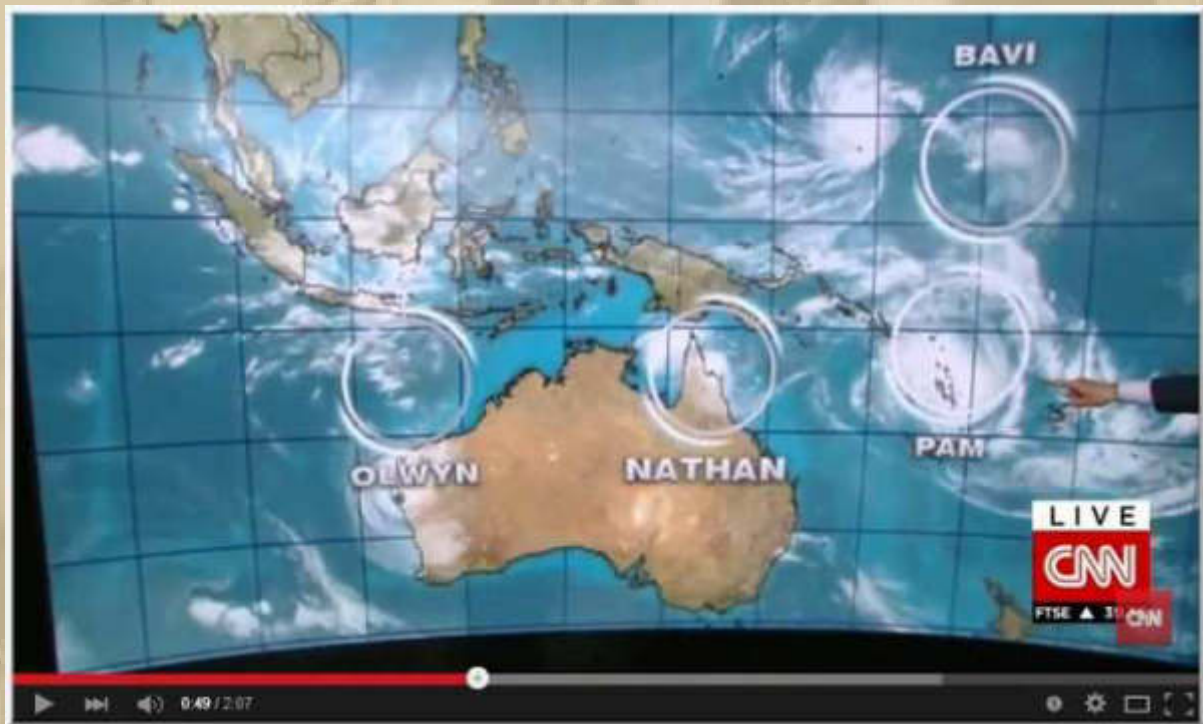 BAVI
OLWYN
NATHAN
PAM
LIVE
CNN
FTSE ▲
CNN
0:49 / 2:07